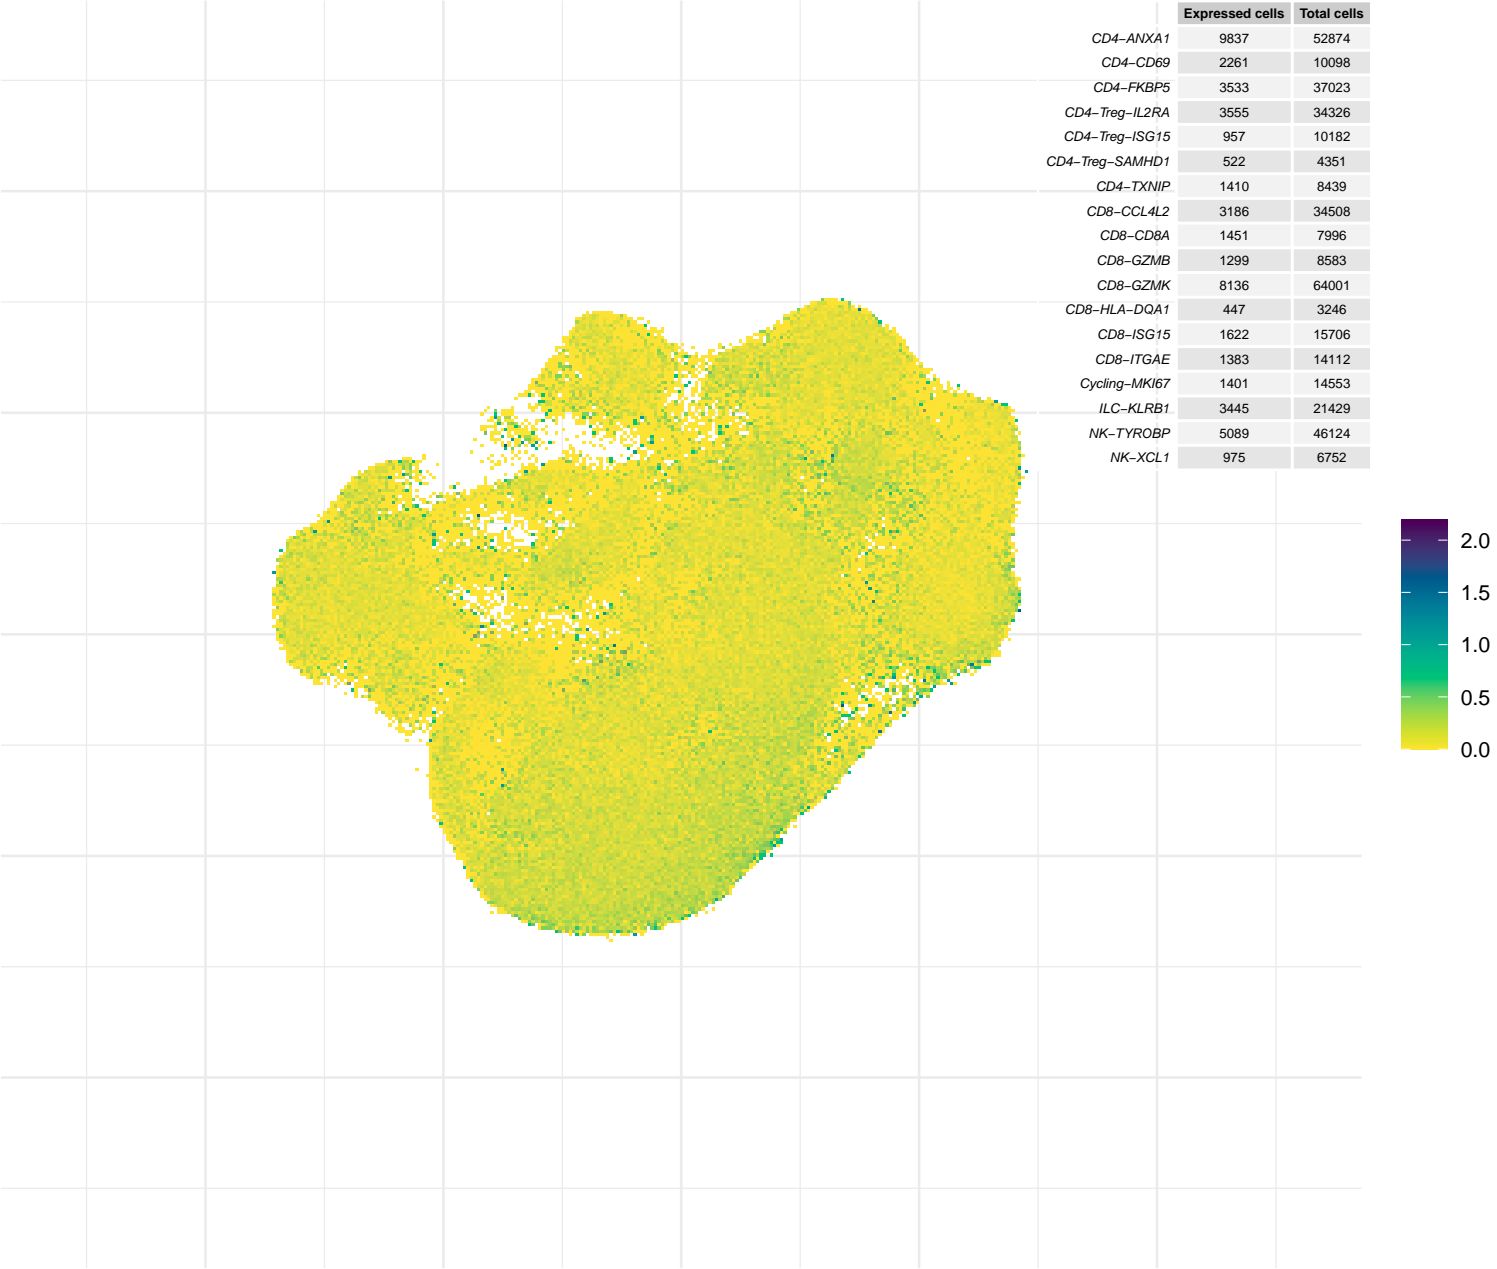 Expressed cells Total cells
CD4−ANXA1 9837 52874
CD4−CD69 2261 10098
CD4−FKBP5 3533 37023
CD4−Treg−IL2RA 3555 34326
CD4−Treg−ISG15 957 10182
CD4−Treg−SAMHD1 522 4351
CD4−TXNIP 1410 8439
CD8−CCL4L2 3186 34508
CD8−CD8A 1451 7996
CD8−GZMB 1299 8583
CD8−GZMK 8136 64001
CD8−HLA−DQA1 447 3246
CD8−ISG15 1622 15706
CD8−ITGAE 1383 14112
Cycling−MKI67 1401 14553
ILC−KLRB1 3445 21429
NK−TYROBP 5089 46124
NK−XCL1 975 6752
2.0
1.5
1.0
0.5
0.0